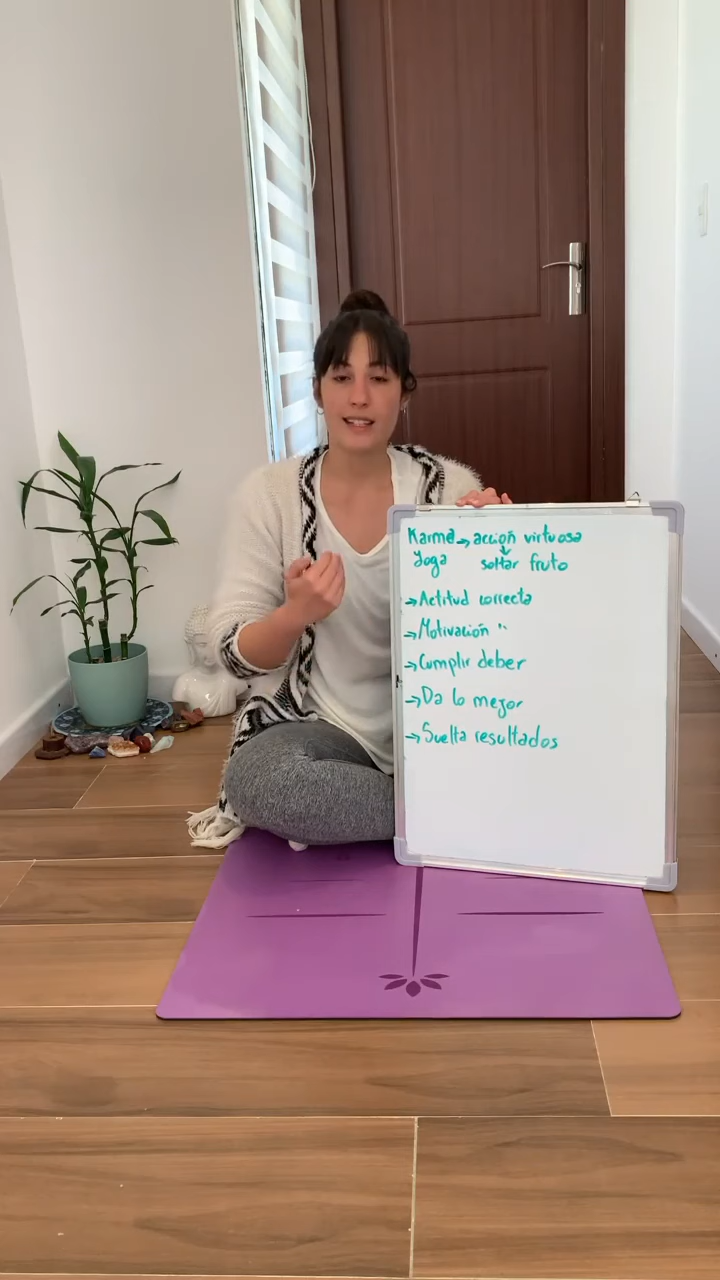 Karma → acción virtuosa
↓
Yoga soltar fruto
→ Actitud correcta
→ Motivación "
→ Cumplir deber
→ Da lo mejor
→ Suelta resultados